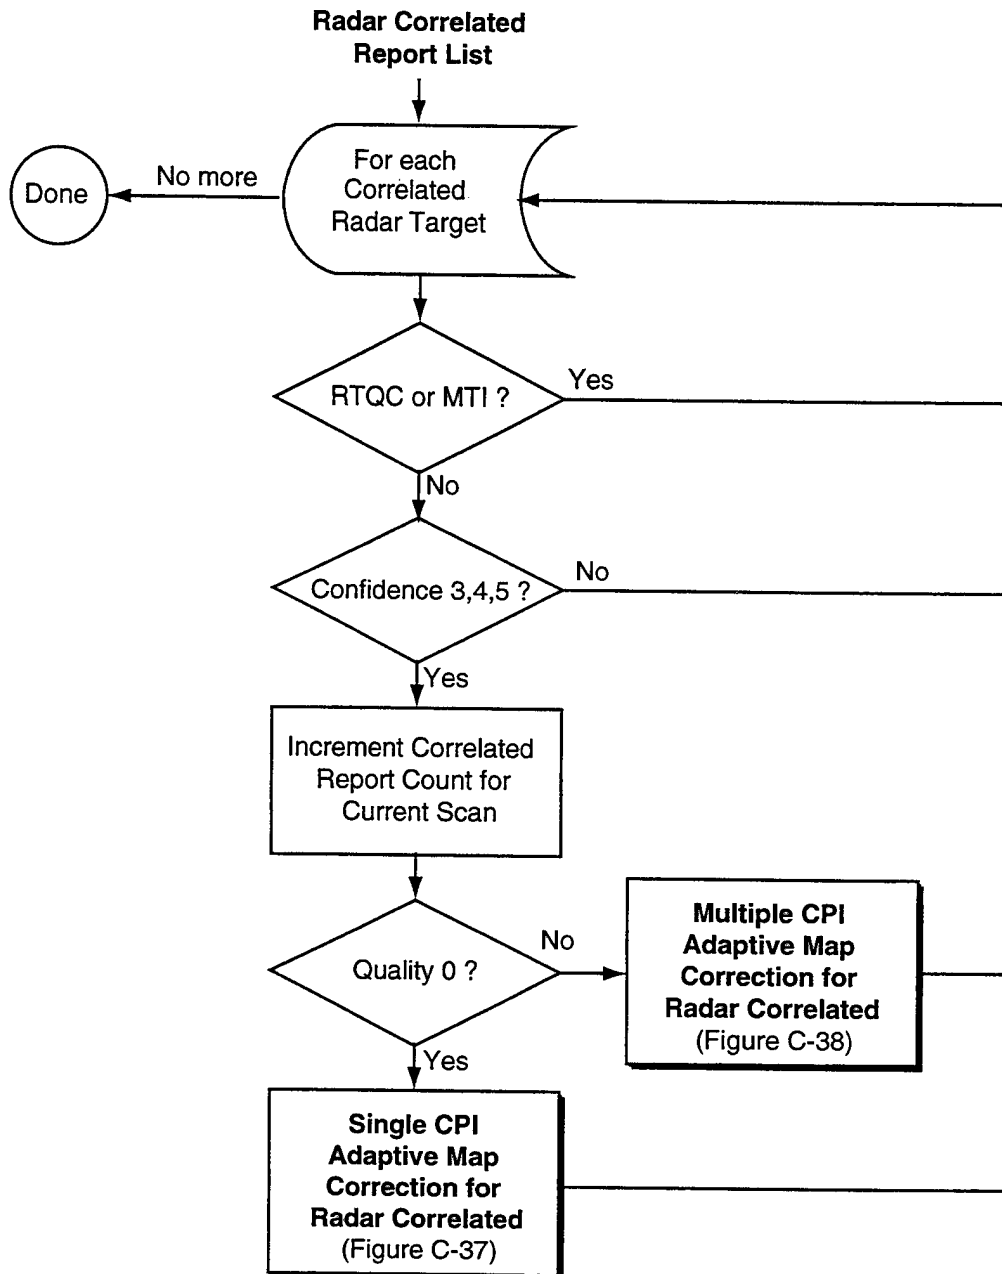 Radar Correlated
Report List
For each
Correlated
Radar Target
No more
Done
RTQC or MTI ?
Yes
No
Confidence 3,4,5 ?
No
Yes
Increment Correlated
Report Count for
Current Scan
Quality 0 ?
No
Multiple CPI
Adaptive Map
Correction for
Radar Correlated
(Figure C-38)
Yes
Single CPI
Adaptive Map
Correction for
Radar Correlated
(Figure C-37)